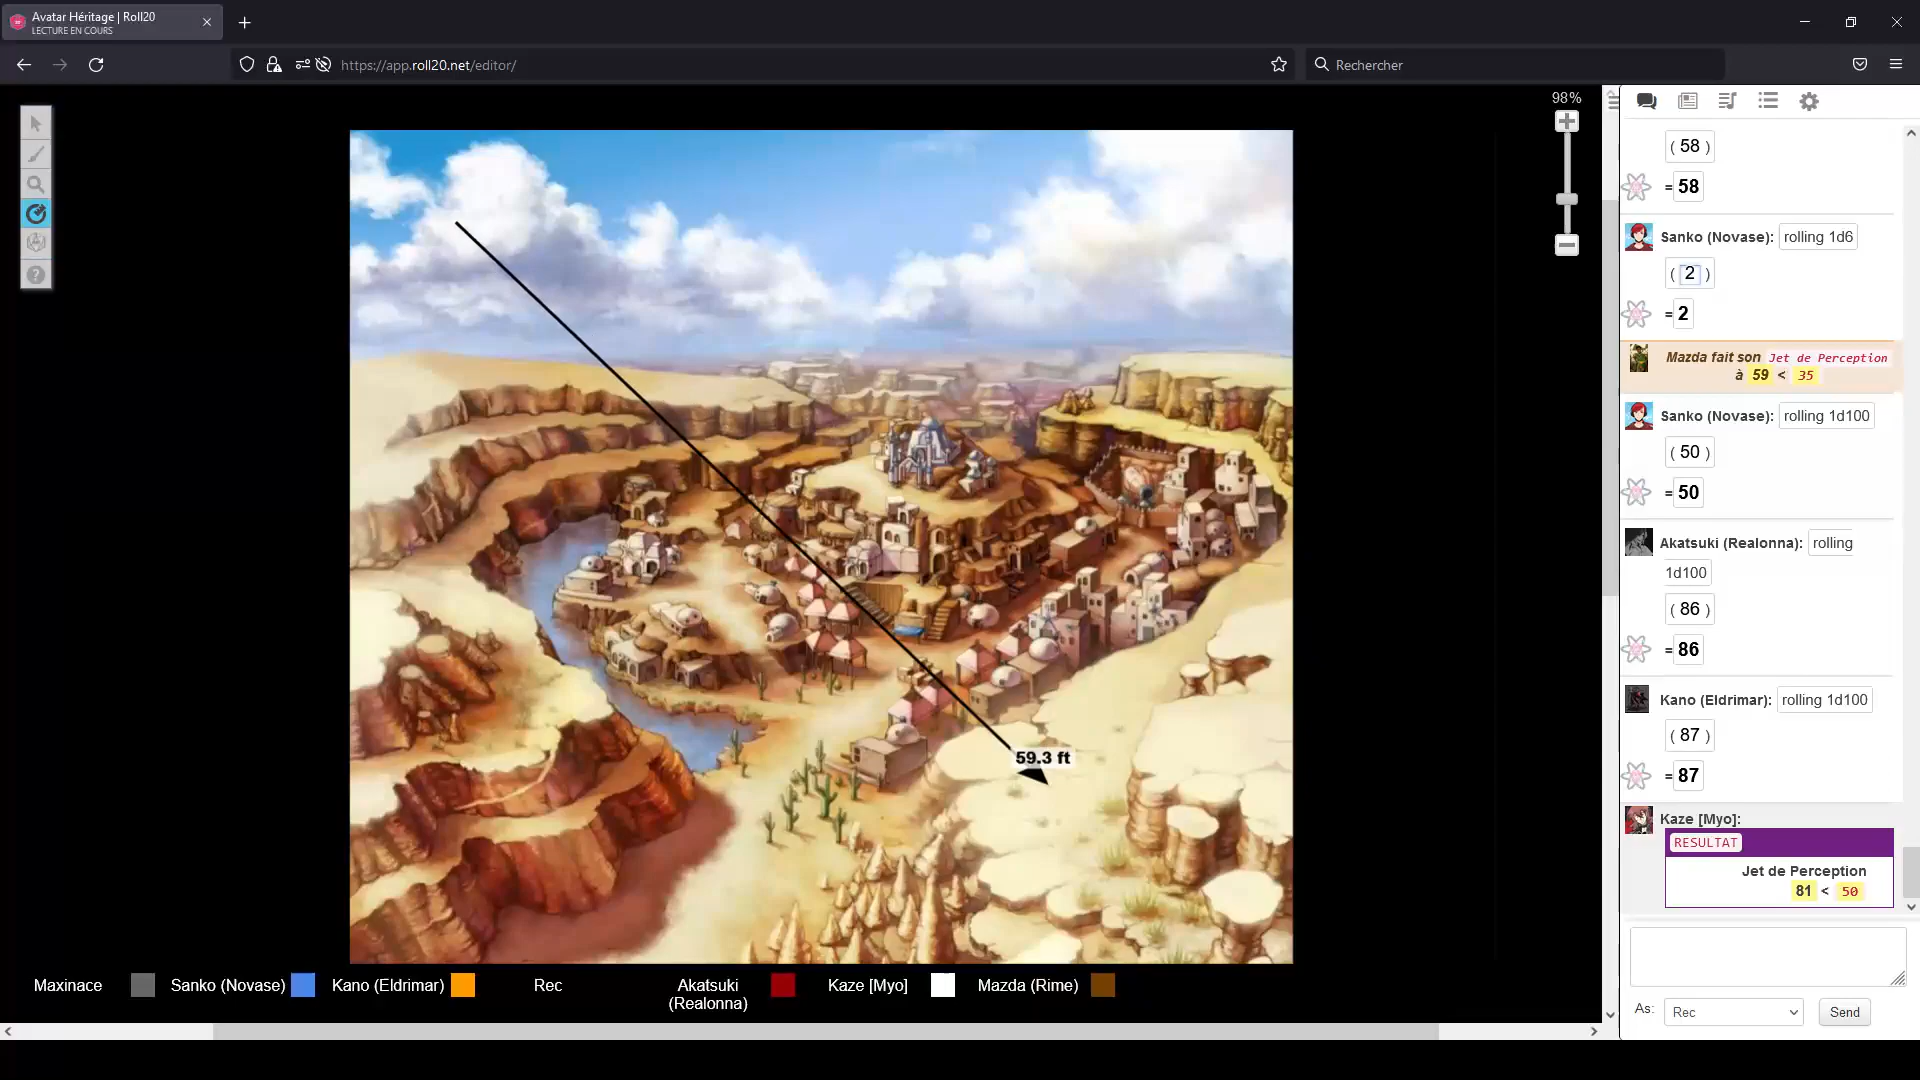 Avatar Héritage | Roll20
LECTURE EN COURS
https://app.roll20.net/editor/
Rechercher
98%
( 58 )
=58
Sanko (Novase): rolling 1d6
( 2 )
=2
Mazda fait son Jet de Perception
à 59 < 35
Sanko (Novase): rolling 1d100
( 50 )
=50
Akatsuki (Realonna): rolling
1d100
( 86 )
=86
Kano (Eldrimar): rolling 1d100
( 87 )
=87
Kaze [Myo]:
RESULTAT
Jet de Perception
81 < 50
59.3 ft
Maxinace
Sanko (Novase)
Kano (Eldrimar)
Rec
Akatsuki
(Realonna)
Kaze [Myo]
Mazda (Rime)
As: Rec Send